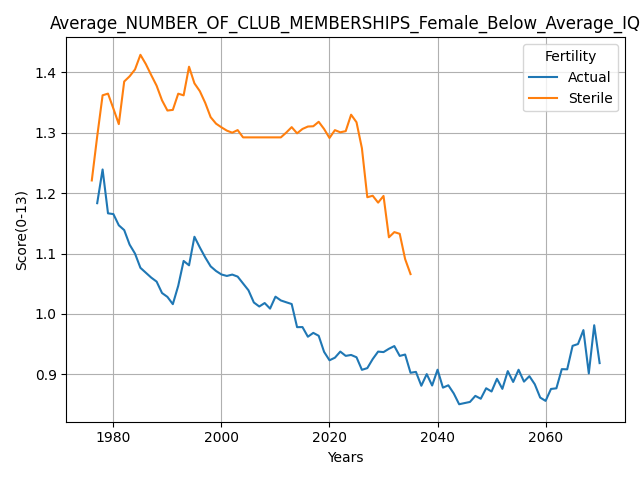 Average_NUMBER_OF_CLUB_MEMBERSHIPS_Female_Below_Average_IQ
Fertility
Actual
Sterile
Score(0-13)
1.4
1.3
1.2
1.1
1.0
0.9
1980 2000 2020 2040 2060
Years